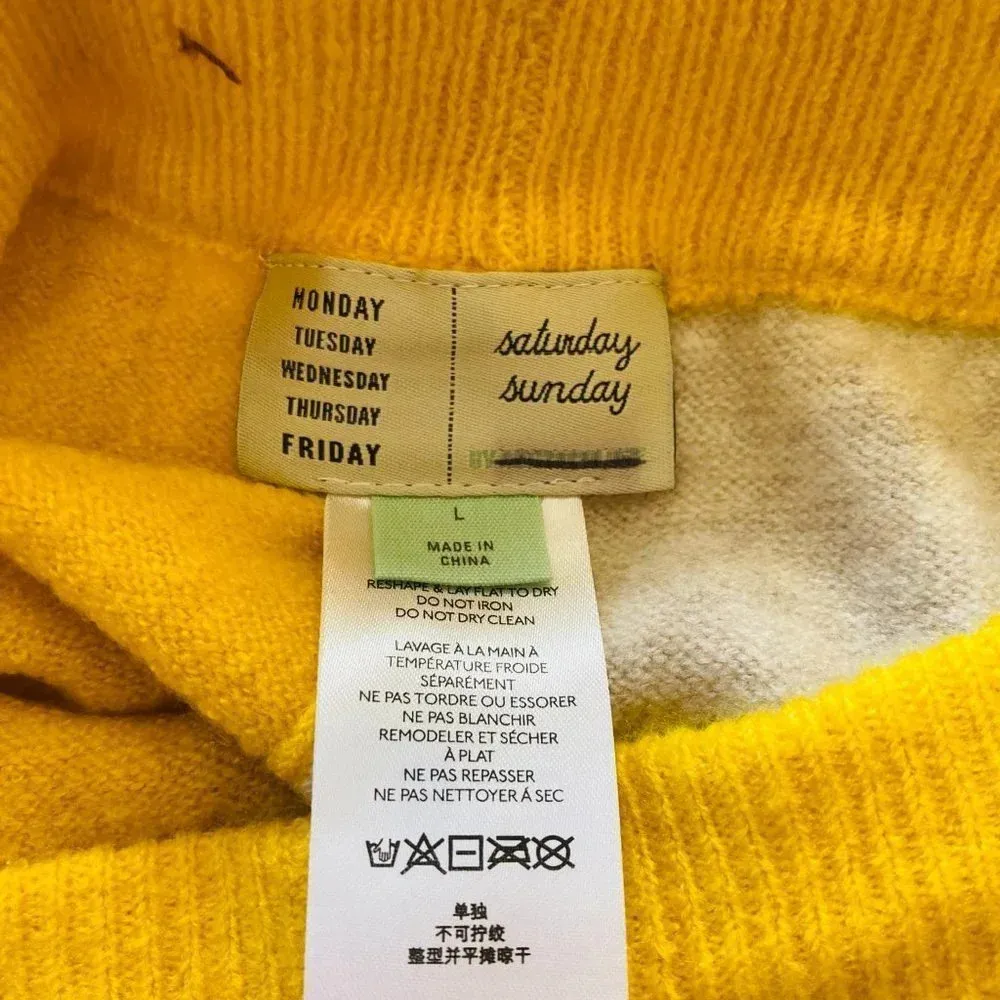 MONDAY
TUESDAY
WEDNESDAY
THURSDAY
FRIDAY
saturday
sunday
BY
L
MADE IN
CHINA
RESHAPE & LAY FLAT TO DRY
DO NOT IRON
DO NOT DRY CLEAN
LAVAGE À LA MAIN À
TEMPÉRATURE FROIDE
SÉPARÉMENT
NE PAS TORDRE OU ESSORER
NE PAS BLANCHIR
REMODELER ET SÉCHER
À PLAT
NE PAS REPASSER
NE PAS NETTOYER Á SEC
单独
不可拧绞
整型并平摊晾干